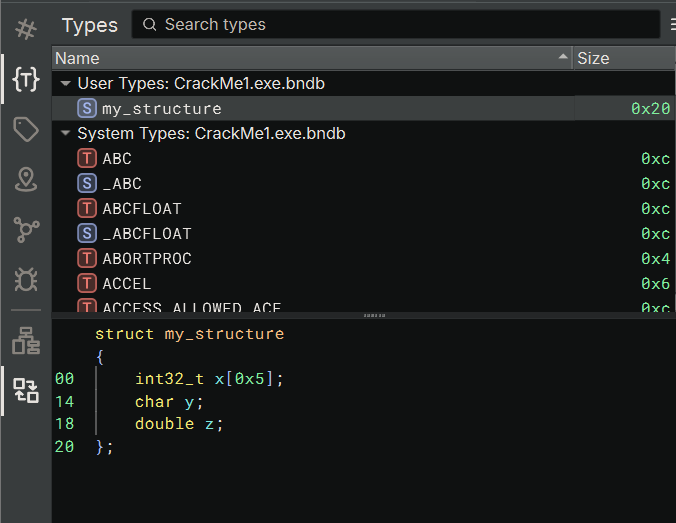 Types
Search types
Name Size
User Types: CrackMe1.exe.bndb
S my_structure 0x20
System Types: CrackMe1.exe.bndb
T ABC 0xc
S _ABC 0xc
T ABCFLOAT 0xc
S _ABCFLOAT 0xc
T ABORTPROC 0x4
T ACCEL 0x6
T ACCESS_ALLOWED_ACE 0xc
struct my_structure
{
00 int32_t x[0x5];
14 char y;
18 double z;
20 };